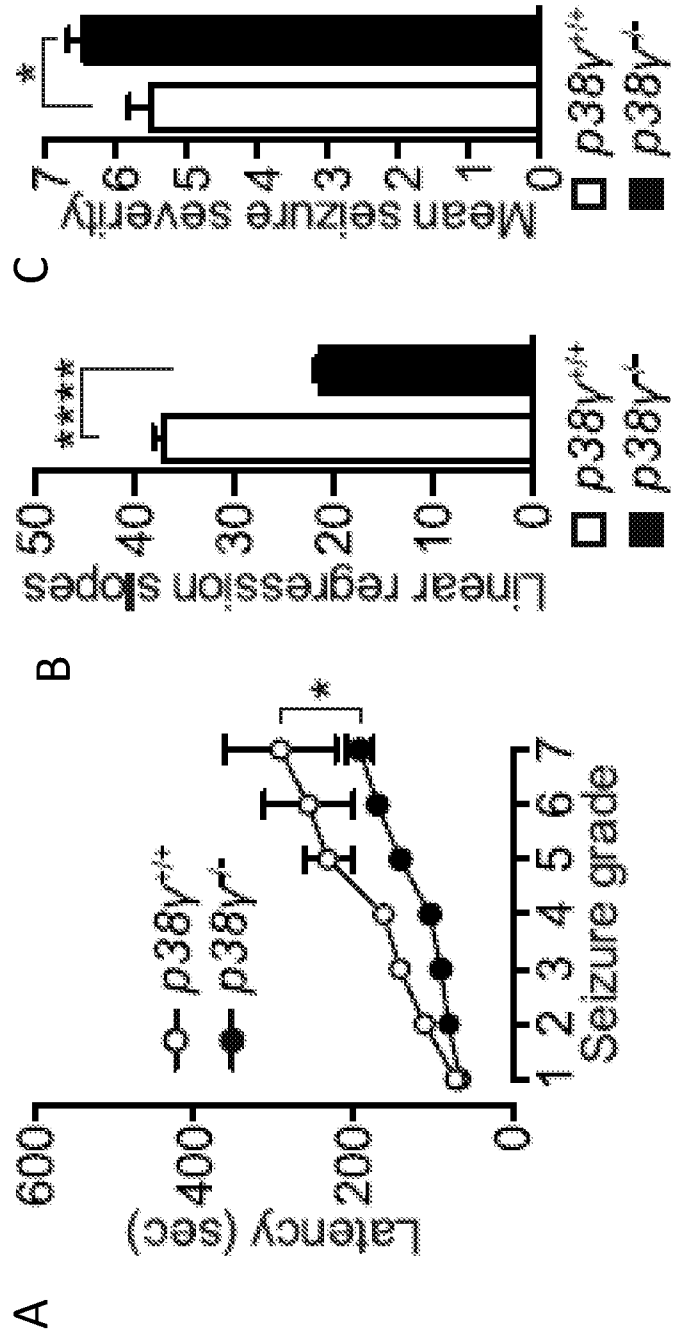 A
Latency (sec)
600
400
200
0
p38γ+/+
p38γ-/-
*
1 2 3 4 5 6 7
Seizure grade
B
Linear regression slopes
50
40
30
20
10
0
****
p38γ+/+
p38γ-/-
C
Mean seizure severity
7
6
5
4
3
2
1
0
*
p38γ+/+
p38γ-/-